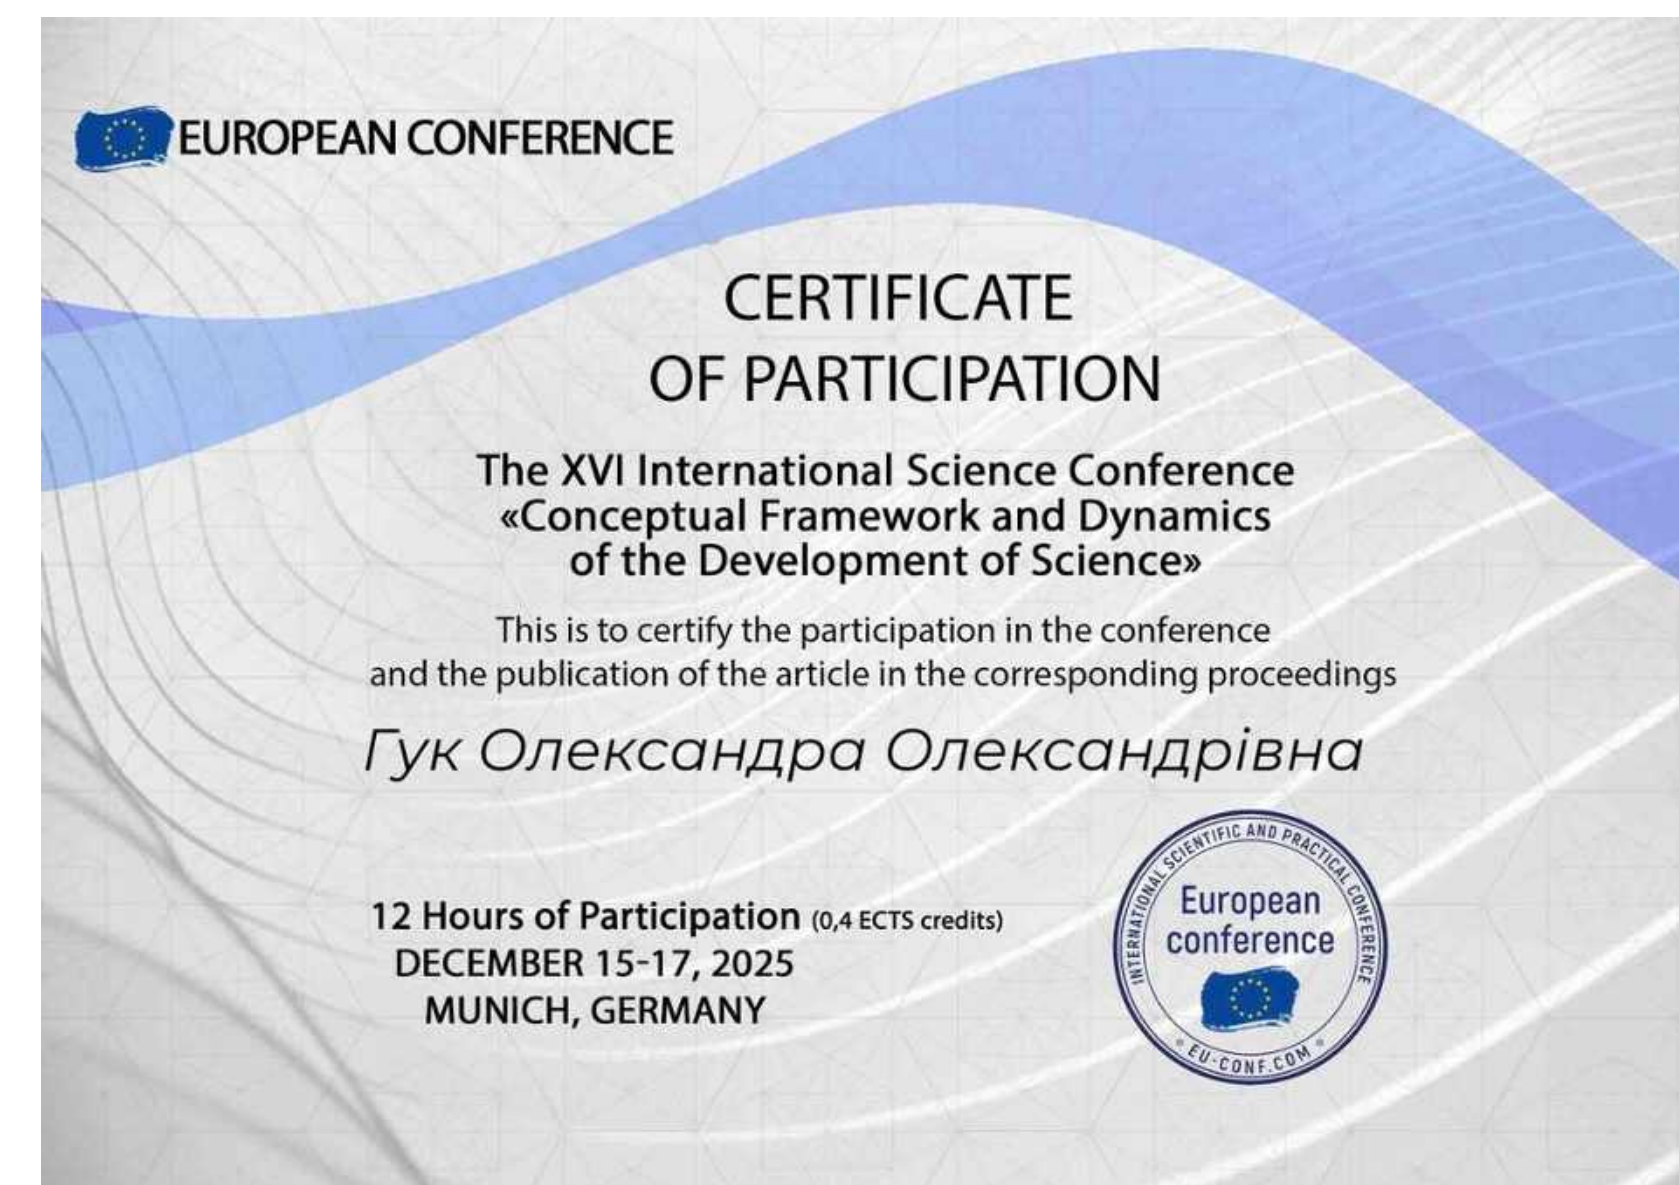 EUROPEAN CONFERENCE
CERTIFICATE
OF PARTICIPATION
The XVI International Science Conference
«Conceptual Framework and Dynamics
of the Development of Science»
This is to certify the participation in the conference
and the publication of the article in the corresponding proceedings
Гук Олександра Олександрівна
12 Hours of Participation (0,4 ECTS credits)
DECEMBER 15-17, 2025
MUNICH, GERMANY
INTERNATIONAL SCIENTIFIC AND PRACTICAL CONFERENCE
European
conference
EU-CONF.COM